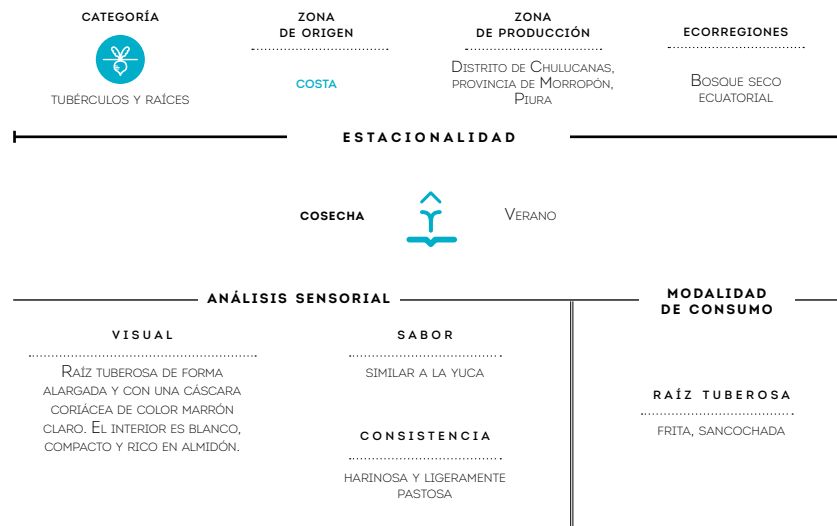 CATEGORÍA
TUBÉRCULOS Y RAÍCES
ZONA
DE ORIGEN
COSTA
ZONA
DE PRODUCCIÓN
DISTRITO DE CHULUCANAS,
PROVINCIA DE MORROPÓN,
PIURA
ECORREGIONES
BOSQUE SECO
ECUATORIAL
ESTACIONALIDAD
COSECHA
VERANO
ANÁLISIS SENSORIAL
VISUAL
RAÍZ TUBEROSA DE FORMA
ALARGADA Y CON UNA CÁSCARA
CORIÁCEA DE COLOR MARRÓN
CLARO. EL INTERIOR ES BLANCO,
COMPACTO Y RICO EN ALMIDÓN.
SABOR
SIMILAR A LA YUCA
CONSISTENCIA
HARINOSA Y LIGERAMENTE
PASTOSA
MODALIDAD
DE CONSUMO
RAÍZ TUBEROSA
FRITA, SANCOCHADA